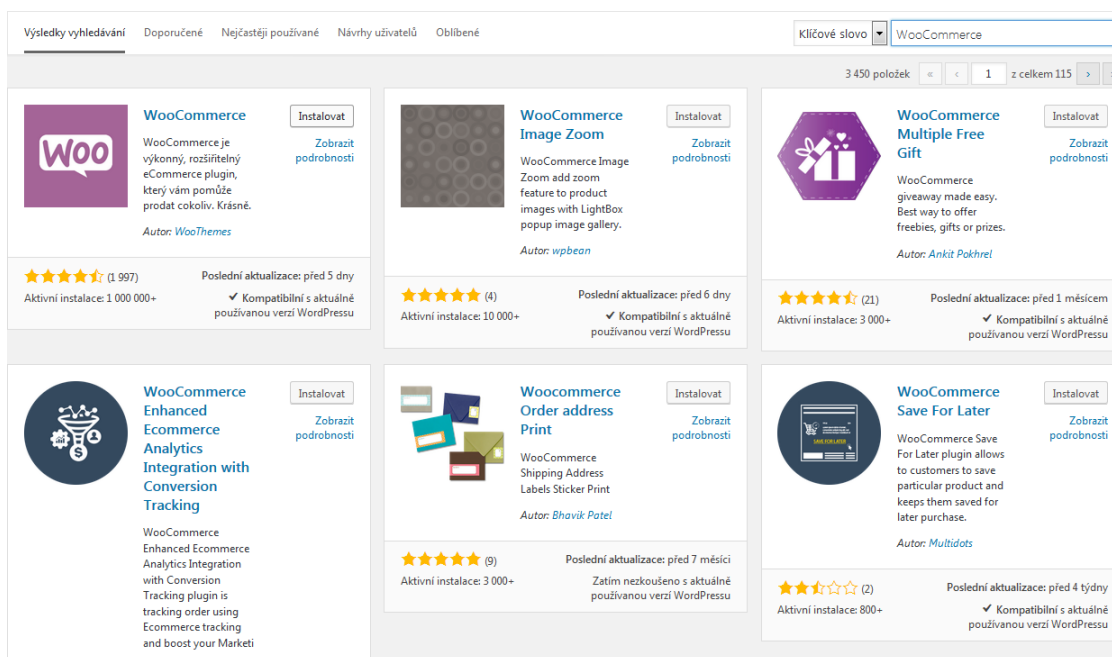 Výsledky vyhledávání Doporučené Nejčastěji používané Návrhy uživatelů Oblíbené Klíčové slovo WooCommerce
3 450 položek « ‹ 1 z celkem 115 ›
WOO
WooCommerce
Instalovat
Zobrazit
podrobnosti
WooCommerce je
výkonný, rozšiřitelný
eCommerce plugin,
který vám pomůže
prodat cokoliv. Krásně.
Autor: WooThemes
(1 997)
Poslední aktualizace: před 5 dny
Aktivní instalace: 1 000 000+
✔ Kompatibilní s aktuálně
používanou verzí WordPressu
WooCommerce
Image Zoom
Instalovat
Zobrazit
podrobnosti
WooCommerce Image
Zoom add zoom
feature to product
images with LightBox
popup image gallery.
Autor: wpbean
(4)
Poslední aktualizace: před 6 dny
Aktivní instalace: 10 000+
✔ Kompatibilní s aktuálně
používanou verzí WordPressu
WooCommerce
Multiple Free
Gift
Instalovat
Zobrazit
podrobnosti
WooCommerce
giveaway made easy.
Best way to offer
freebies, gifts or prizes.
Autor: Ankit Pokhrel
(21)
Poslední aktualizace: před 1 měsícem
Aktivní instalace: 3 000+
✔ Kompatibilní s aktuálně
používanou verzí WordPressu
WooCommerce
Enhanced
Ecommerce
Analytics
Integration with
Conversion
Tracking
Instalovat
Zobrazit
podrobnosti
WooCommerce
Enhanced Ecommerce
Analytics Integration
with Conversion
Tracking plugin is
tracking order using
Ecommerce tracking
and boost your Marketi
Woocommerce
Order address
Print
Instalovat
Zobrazit
podrobnosti
WooCommerce
Shipping Address
Labels Sticker Print
Autor: Bhavik Patel
(9)
Poslední aktualizace: před 7 měsíci
Aktivní instalace: 3 000+
Zatím nezkoušeno s aktuálně
používanou verzí WordPressu
SAVE FOR LATER
WooCommerce
Save For Later
Instalovat
Zobrazit
podrobnosti
WooCommerce Save
For Later plugin allows
to customers to save
particular product and
keeps them saved for
later purchase.
Autor: Multidots
(2)
Poslední aktualizace: před 4 týdny
Aktivní instalace: 800+
✔ Kompatibilní s aktuálně
používanou verzí WordPressu